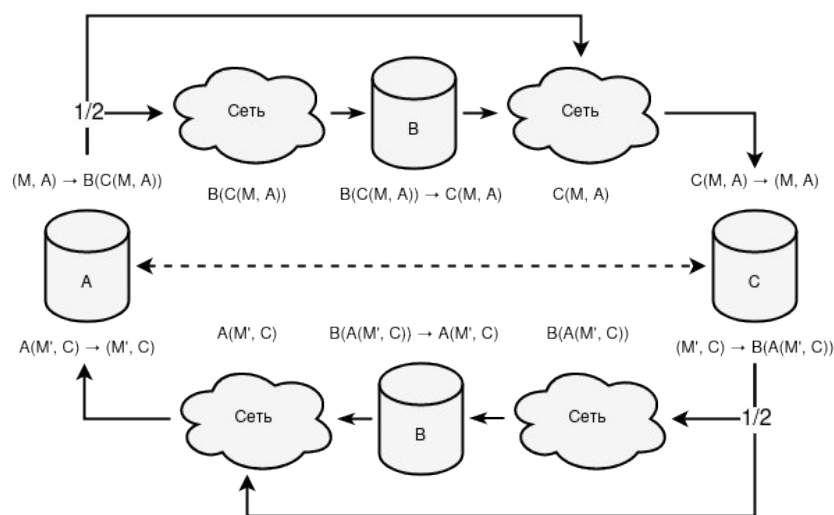 1/2
Сеть
B
Сеть
(M, A) → B(C(M, A))
B(C(M, A))
B(C(M, A)) → C(M, A)
C(M, A)
C(M, A) → (M, A)
A
C
A(M', C) → (M', C)
A(M', C)
B(A(M', C)) → A(M', C)
B(A(M', C))
(M', C) → B(A(M', C))
Сеть
B
Сеть
1/2